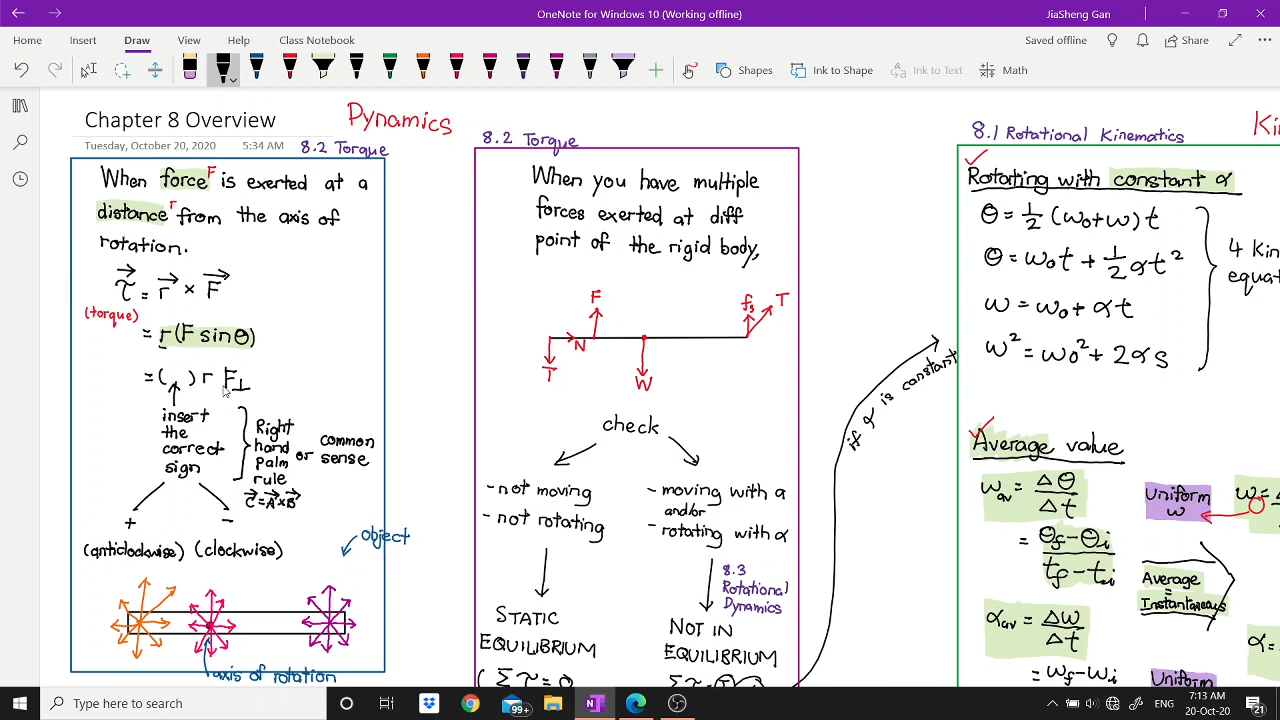 OneNote for Windows 10 (Working offline)
JiaSheng Gan
Home
Insert
Draw
View
Help
Class Notebook
Saved offline
Share
Shapes
Ink to Shape
Ink to Text
Math
Chapter 8 Overview
Tuesday, October 20, 2020
5:34 AM
Dynamics
8.2 Torque
When force F is exerted at a
distance r from the axis of
rotation.
τ⃗ = r⃗ × F⃗
(torque)
= r(F sinθ)
= ( ) r F⊥
insert
the
correct
sign
Right
hand
palm
rule
or
common
sense
C⃗ = A⃗ × B⃗
+
-
(anticlockwise) (clockwise)
object
axis of rotation
8.2 Torque
When you have multiple
forces exerted at diff
point of the rigid body,
F
fs
T
N
T
W
check
- not moving
- not rotating
- moving with a
and/or
- rotating with α
8.3
Rotational
Dynamics
STATIC
EQUILIBRIUM
NOT IN
EQUILIBRIUM
if α is constant
8.1 Rotational Kinematics
Rotating with constant α
θ = 1/2 (ω0+ω)t
θ = ω0t + 1/2 αt²
ω = ω0 + αt
ω² = ω0² + 2αs
Average value
ωav = Δθ/Δt
= θf - θi / tf - ti
αav = Δω/Δt
= ωf - ωi
Uniform
ω
Average
=
Instantaneous
Uniform
Type here to search
99+
7:13 AM
20-Oct-20
21